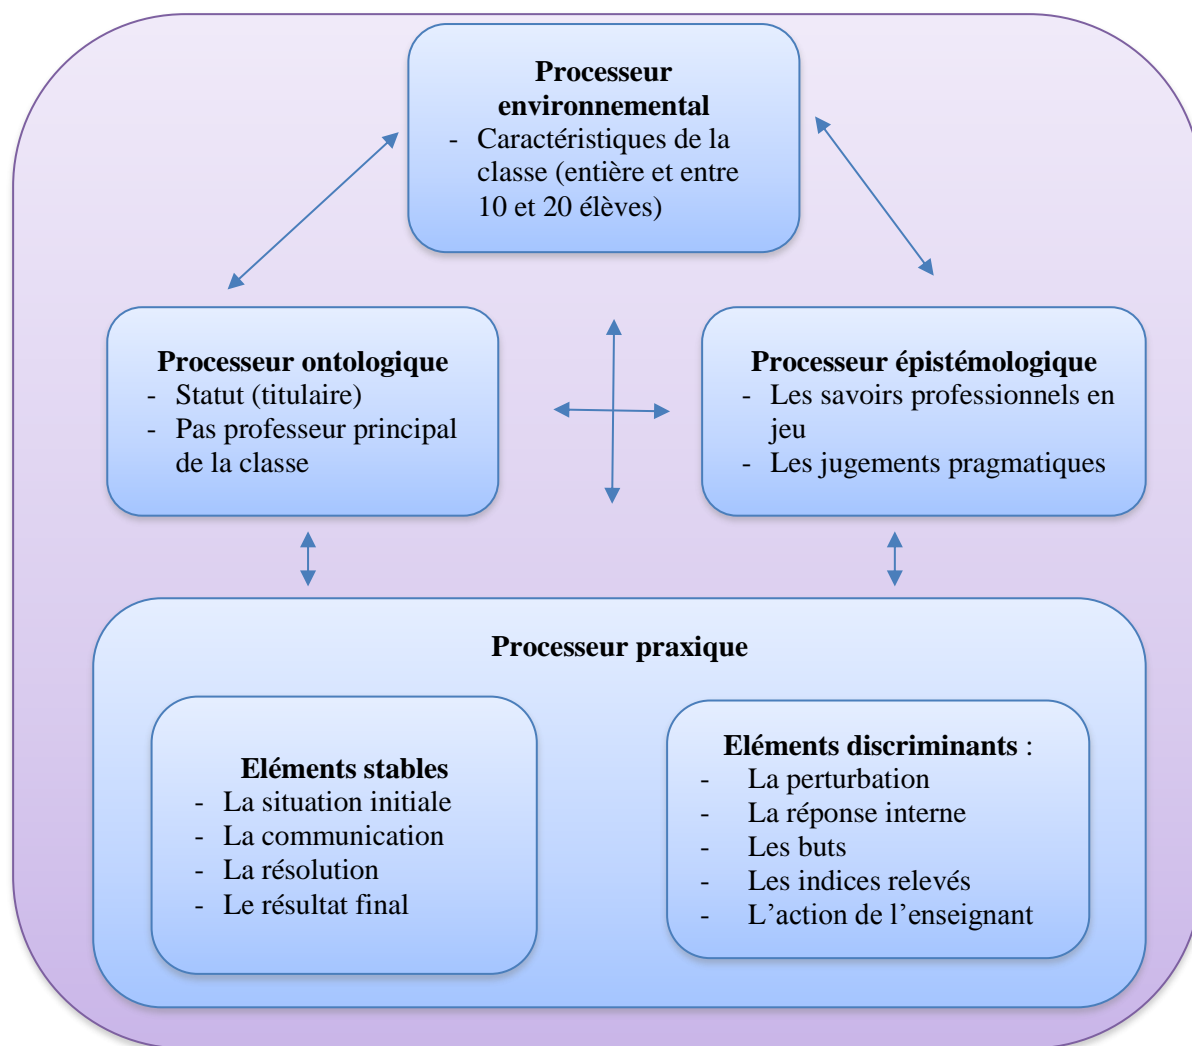 Processeur
environnemental
- Caractéristiques de la
classe (entière et entre
10 et 20 élèves)
Processeur ontologique
- Statut (titulaire)
- Pas professeur principal
de la classe
Processeur épistémologique
- Les savoirs professionnels en
jeu
- Les jugements pragmatiques
Processeur praxique
Eléments stables
- La situation initiale
- La communication
- La résolution
- Le résultat final
Eléments discriminants :
- La perturbation
- La réponse interne
- Les buts
- Les indices relevés
- L’action de l’enseignant